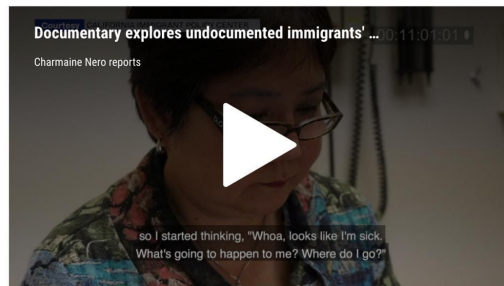 Courtesy CALIFORNIA IMMIGRANT POLICY CENTER
Documentary explores undocumented immigrants' ...
00:11:01:01
Charmaine Nero reports
so I started thinking, "Whoa, looks like I'm sick.
What's going to happen to me? Where do I go?"